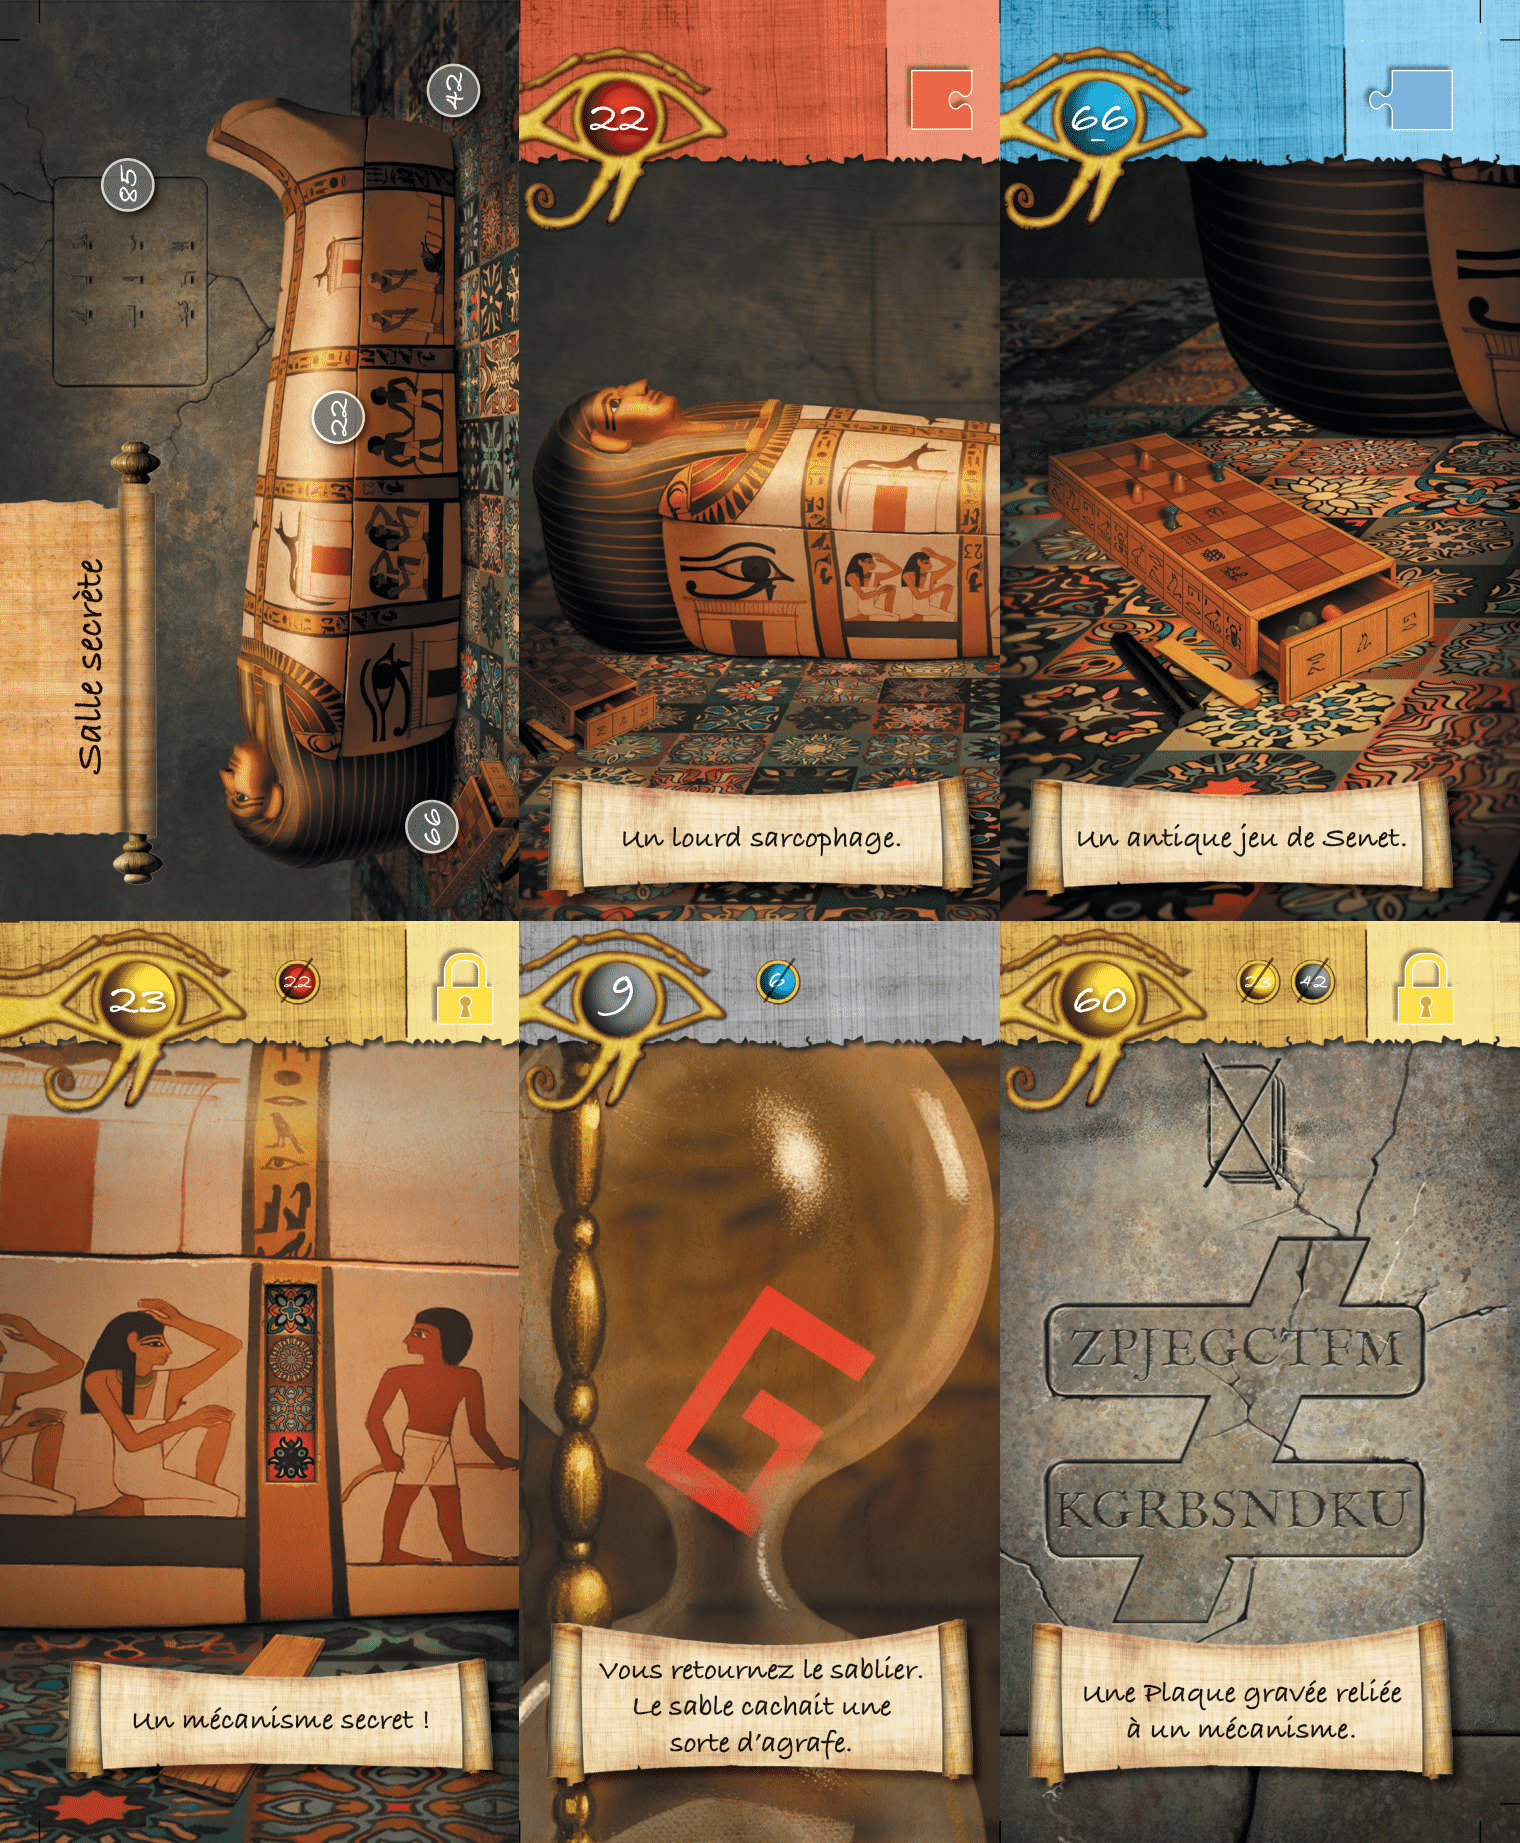 42
85
22
66
Salle secrète
22
23
Un lourd sarcophage.
66
Un antique jeu de Senet.
23
22
Un mécanisme secret !
9
6
Vous retournez le sablier.
Le sable cachait une
sorte d'agrafe.
60
23 42
ZPJEGCTFM
KGRBSNDKU
Une Plaque gravée reliée
à un mécanisme.